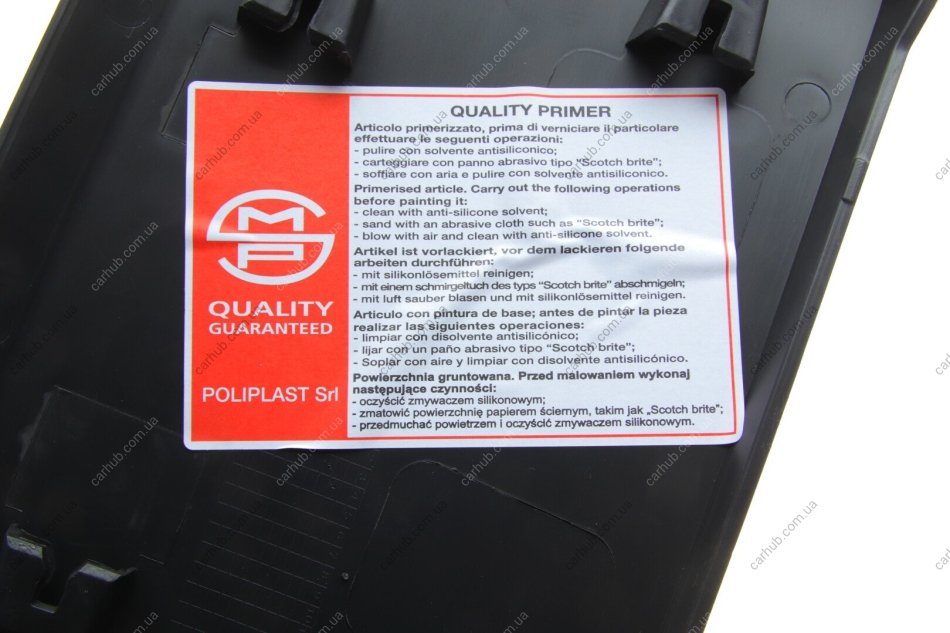 QUALITY PRIMER
Articolo primerizzato, prima di verniciare il particolare
effettuare le seguenti operazioni:
- pulire con solvente antisiliconico;
- carteggiare con panno abrasivo tipo “Scotch brite”;
- soffiare con aria e pulire con solvente antisiliconico.
Primerised article. Carry out the following operations
before painting it:
- clean with anti-silicone solvent;
- sand with an abrasive cloth such as “Scotch brite”;
- blow with air and clean with anti-silicone solvent.
Artikel ist vorlackiert, vor dem lackieren folgende
arbeiten durchführen:
- mit silikonlösemittel reinigen;
- mit einem schmirgeltuch des typs “Scotch brite” abschmigeln;
- mit luft sauber blasen und mit silikonlösemittel reinigen.
Articulo con pintura de base; antes de pintar la pieza
realizar las siguientes operaciones:
- limpiar con disolvente antisilicónico;
- lijar con un paño abrasivo tipo “Scotch brite”;
- Soplar con aire y limpiar con disolvente antisilicónico.
Powierzchnia gruntowana. Przed malowaniem wykonaj
następujące czynności:
- oczyścić zmywaczem silikonowym;
- zmatowić powierzchnię papierem ściernym, takim jak „Scotch brite”;
- przedmuchać powietrzem i oczyścić zmywaczem silikonowym.
SMP
QUALITY
GUARANTEED
POLIPLAST Srl
carhub.com.ua